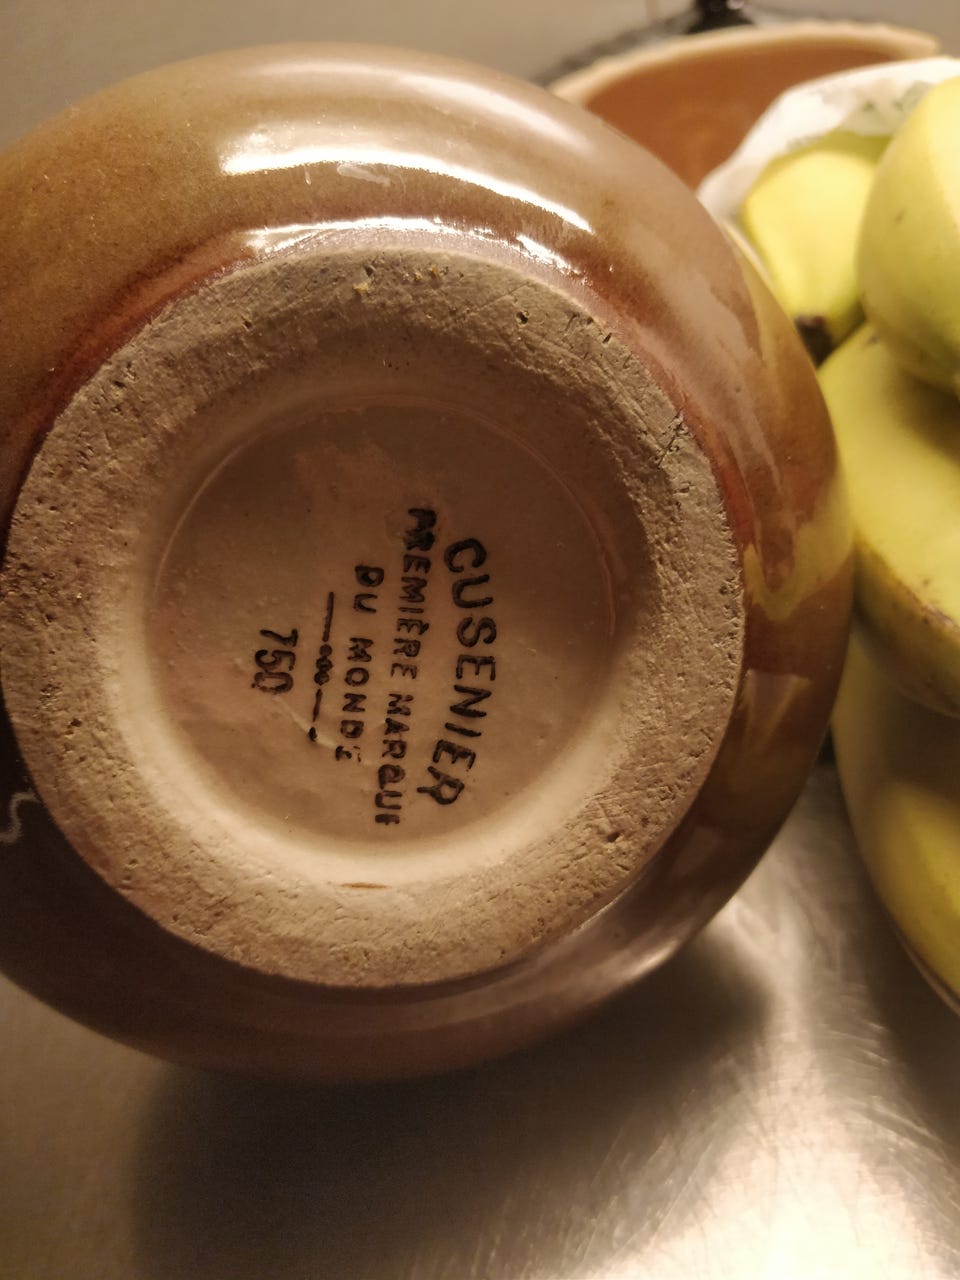 CUSENIER
PREMIÈRE MARQUE
DU MONDE
750